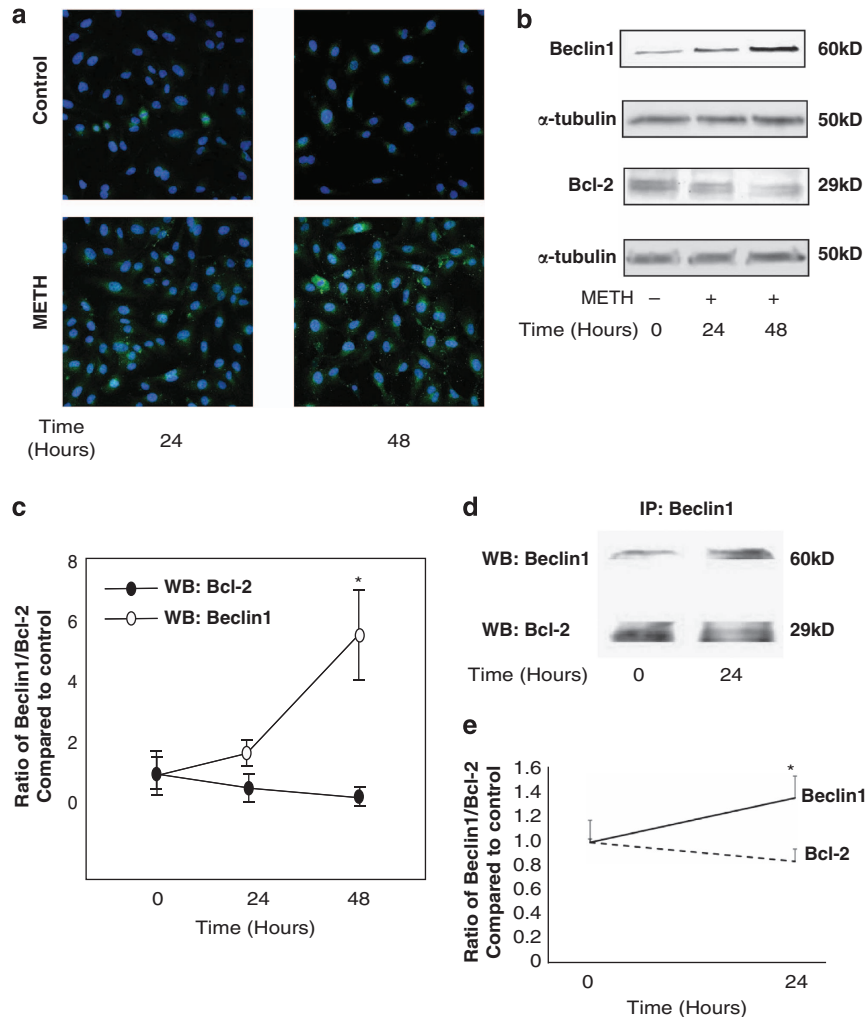 a
Control
METH
Time
(Hours)
24
48
b
Beclin1
60kD
α-tubulin
50kD
Bcl-2
29kD
α-tubulin
50kD
METH − + +
Time (Hours) 0 24 48
c
Ratio of Beclin1/Bcl-2
Compared to control
8
6
4
2
0
WB: Bcl-2
WB: Beclin1
*
0 24 48
Time (Hours)
d
IP: Beclin1
WB: Beclin1
60kD
WB: Bcl-2
29kD
Time (Hours) 0 24
e
Ratio of Beclin1/Bcl-2
Compared to control
1.6
1.4
1.2
1.0
0.8
0.6
0.4
0.2
0
*
Beclin1
Bcl-2
0 24
Time (Hours)